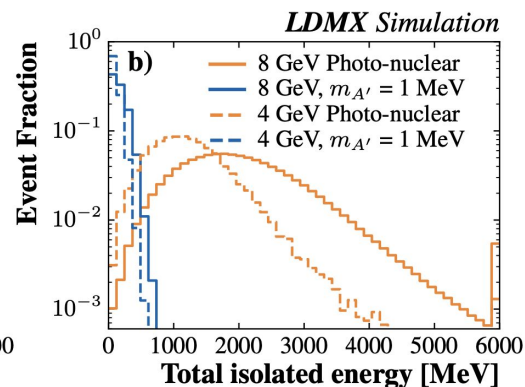 LDMX Simulation
b)
8 GeV Photo-nuclear
8 GeV, m_A′ = 1 MeV
4 GeV Photo-nuclear
4 GeV, m_A′ = 1 MeV
Event Fraction
10⁰
10⁻¹
10⁻²
10⁻³
00
0 1000 2000 3000 4000 5000 6000
Total isolated energy [MeV]